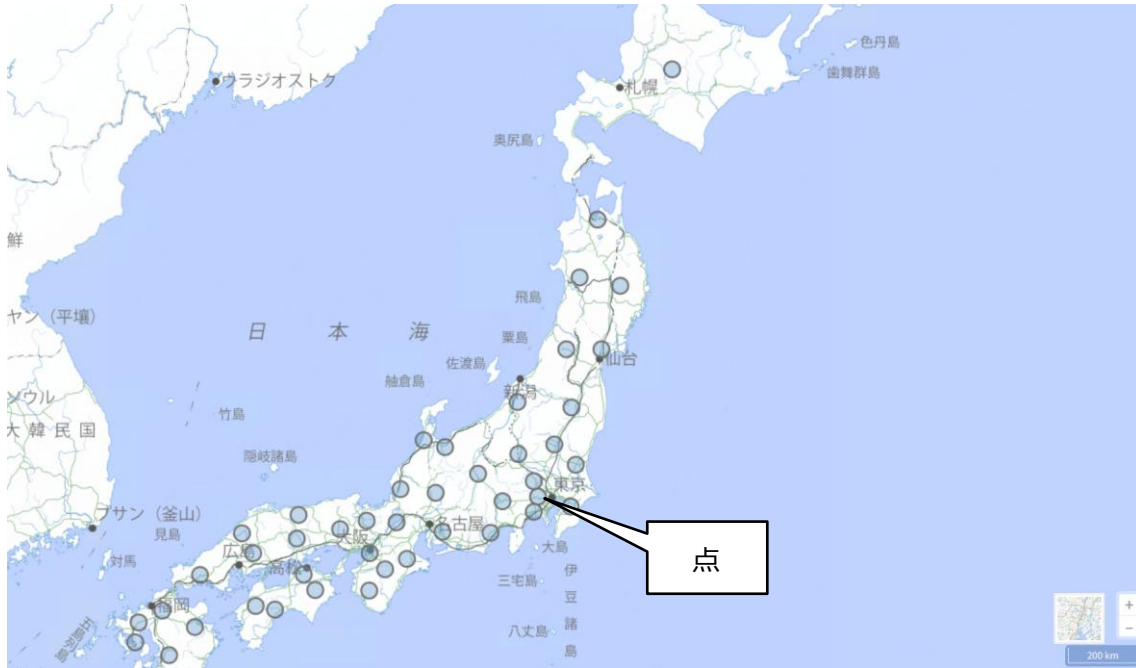 色丹島
歯舞群島
ウラジオストク
札幌
奥尻島
鮮
飛島
ヤン（平壌）
日本海
粟島
佐渡島
仙台
舳倉島
新潟
ソウル
竹島
大韓民国
隠岐諸島
東京
プサン（釜山）
見島
名古屋
大阪
広島
大島
対馬
高松
点
三宅島
伊豆諸島
福岡
五島列島
八丈島
+
−
200 km